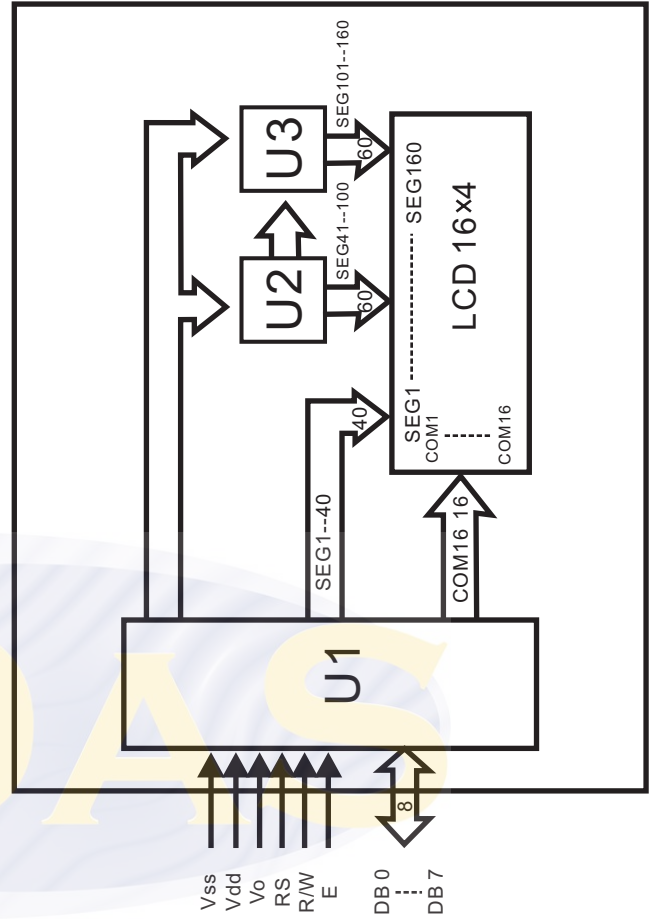 Vss
Vdd
Vo
RS
R/W
E
DB 0
DB 7
8
U1
SEG1--40
40
COM16 16
U2
SEG41--100
60
U3
SEG101--160
60
SEG1 SEG160
COM1
COM16
LCD 16x4
DAS